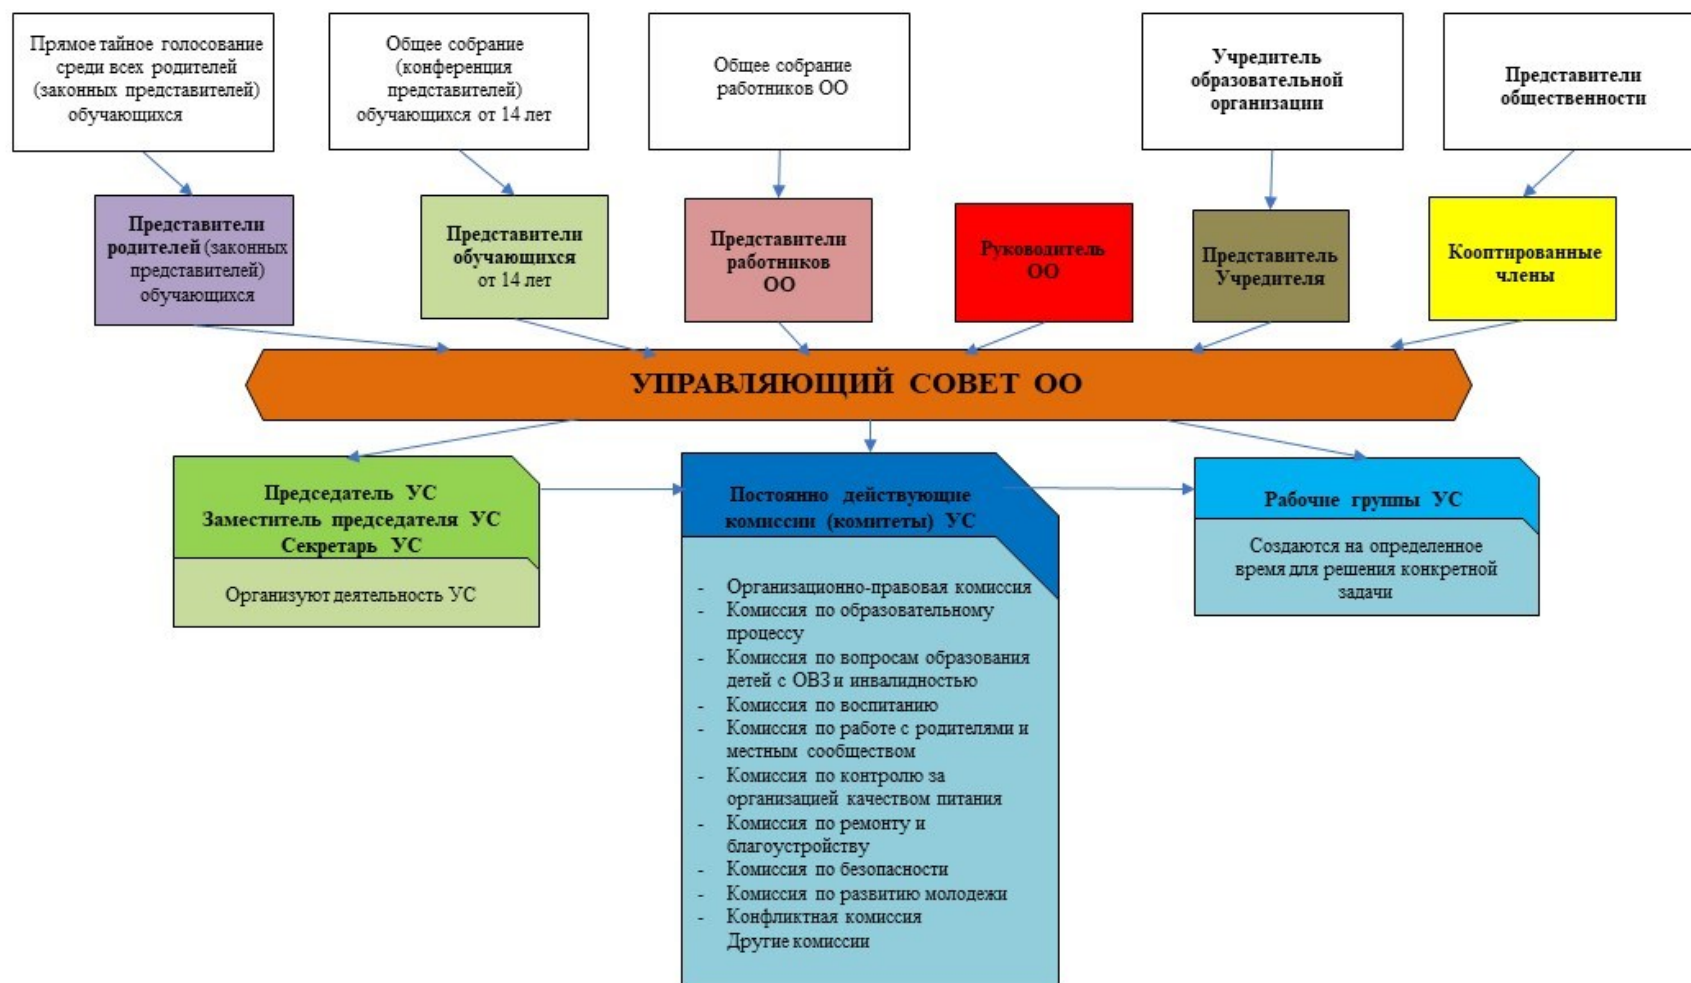 Прямое тайное голосование
среди всех родителей
(законных представителей)
обучающихся
Общее собрание
(конференция
представителей)
обучающихся от 14 лет
Общее собрание
работников ОО
Учредитель
образовательной
организации
Представители
общественности
Представители
родителей (законных
представителей)
обучающихся
Представители
обучающихся
от 14 лет
Представители
работников
ОО
Руководитель
ОО
Представитель
Учредителя
Кооптированные
члены
УПРАВЛЯЮЩИЙ СОВЕТ ОО
Председатель УС
Заместитель председателя УС
Секретарь УС
Организуют деятельность УС
Постоянно действующие
комиссии (комитеты) УС
- Организационно-правовая комиссия
- Комиссия по образовательному
процессу
- Комиссия по вопросам образования
детей с ОВЗ и инвалидностью
- Комиссия по воспитанию
- Комиссия по работе с родителями и
местным сообществом
- Комиссия по контролю за
организацией качеством питания
- Комиссия по ремонту и
благоустройству
- Комиссия по безопасности
- Комиссия по развитию молодежи
- Конфликтная комиссия
Другие комиссии
Рабочие группы УС
Создаются на определенное
время для решения конкретной
задачи